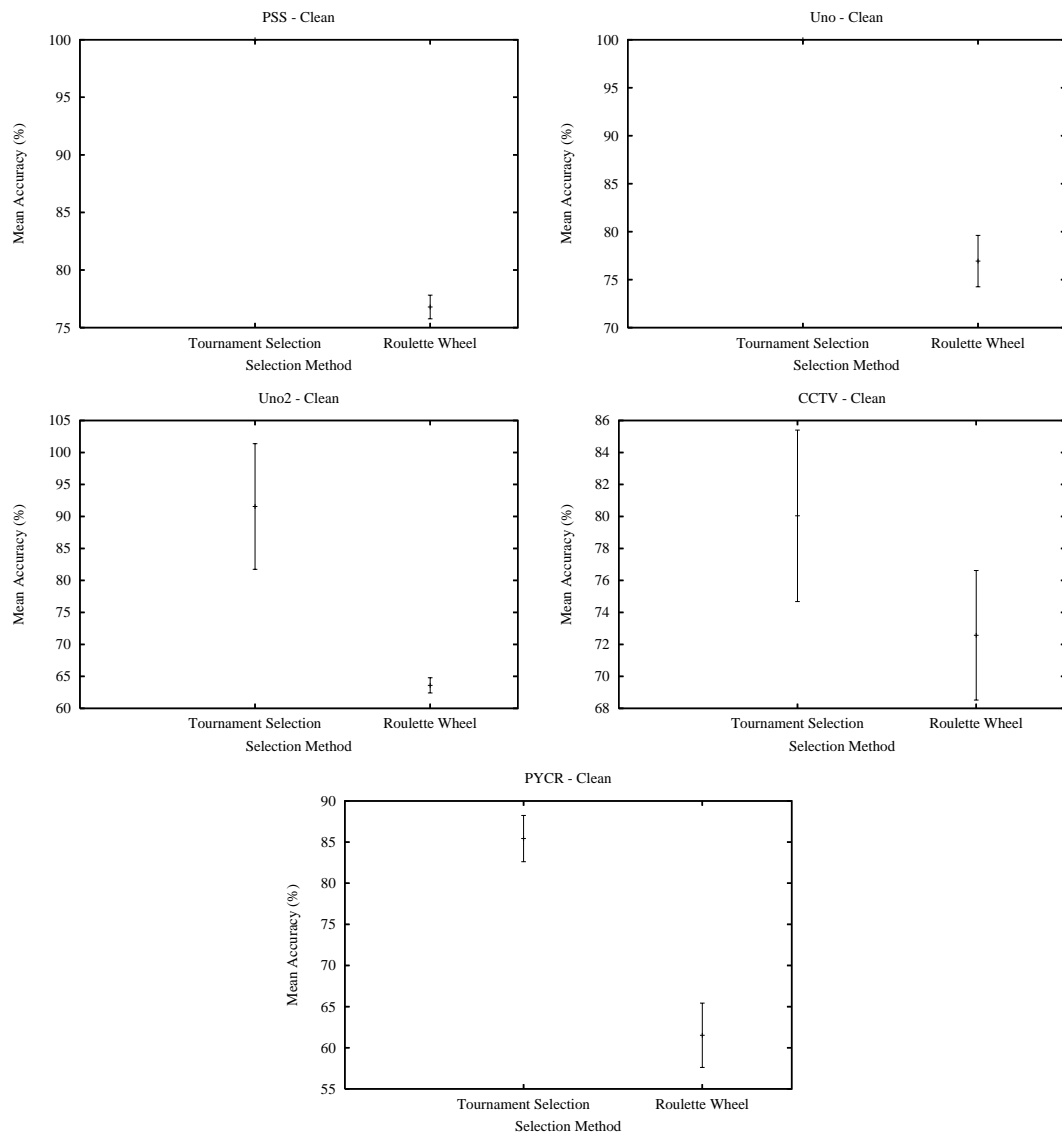 PSS - Clean
100
95
90
85
80
75
Mean Accuracy (%)
Tournament Selection Roulette Wheel
Selection Method
Uno - Clean
100
95
90
85
80
75
70
Mean Accuracy (%)
Tournament Selection Roulette Wheel
Selection Method
Uno2 - Clean
105
100
95
90
85
80
75
70
65
60
Mean Accuracy (%)
Tournament Selection Roulette Wheel
Selection Method
CCTV - Clean
86
84
82
80
78
76
74
72
70
68
Mean Accuracy (%)
Tournament Selection Roulette Wheel
Selection Method
PYCR - Clean
90
85
80
75
70
65
60
55
Mean Accuracy (%)
Tournament Selection Roulette Wheel
Selection Method